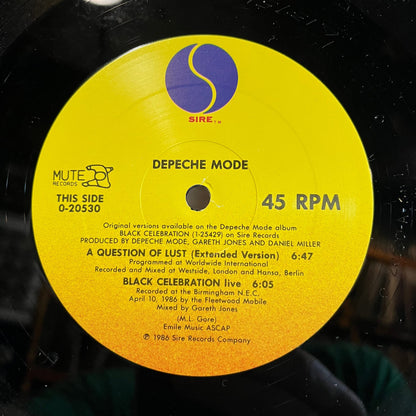 SIRE™
DEPECHE MODE
MUTE
RECORDS
THIS SIDE
0-20530
45 RPM
Original versions available on the Depeche Mode album
BLACK CELEBRATION (1-25429) on Sire Records
PRODUCED BY DEPECHE MODE, GARETH JONES AND DANIEL MILLER
A QUESTION OF LUST (Extended Version) 6:47
Programmed at Worldwide International
Recorded and Mixed at Westside, London and Hansa, Berlin
BLACK CELEBRATION live 6:05
Recorded at the Birmingham N.E.C.
April 10, 1986 by the Fleetwood Mobile
Mixed by Gareth Jones
(M.L. Gore)
Emile Music ASCAP
℗ 1986 Sire Records Company